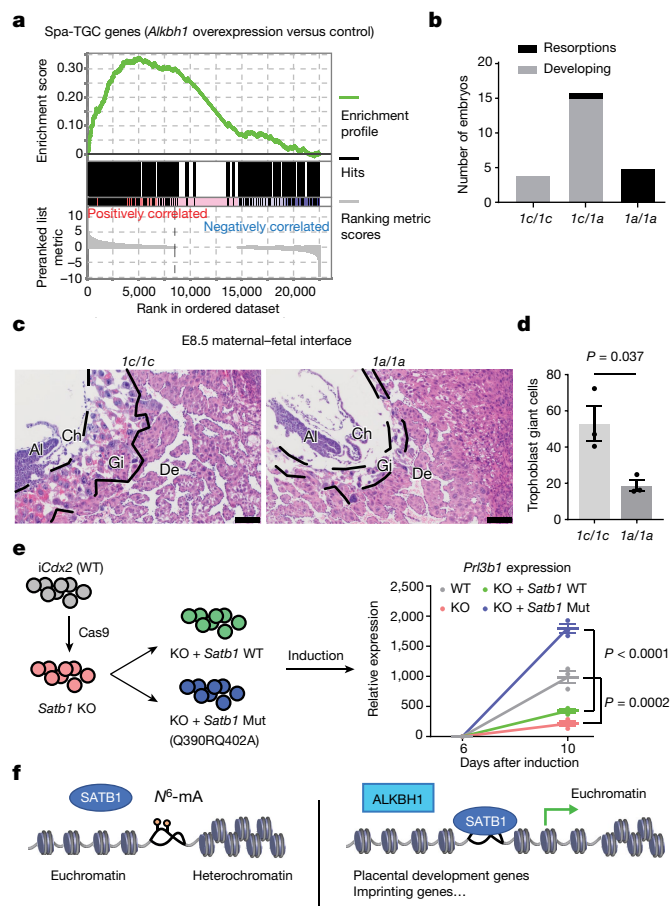 a
Spa-TGC genes (Alkbh1 overexpression versus control)
Enrichment score
0.30
0.20
0.10
0
Enrichment
profile
Hits
Ranking metric
scores
Positively correlated
Negatively correlated
Preranked list
metric
10
5
0
−5
−10
0
5,000
10,000
15,000
20,000
Rank in ordered dataset
b
Resorptions
Developing
Number of embryos
20
15
10
5
0
1c/1c
1c/1a
1a/1a
c
E8.5 maternal–fetal interface
1c/1c
1a/1a
Al
Ch
Gi
De
Al
Ch
Gi
De
d
P = 0.037
Trophoblast giant cells
80
60
40
20
0
1c/1c
1a/1a
e
iCdx2 (WT)
Cas9
Satb1 KO
KO + Satb1 WT
KO + Satb1 Mut
(Q390RQ402A)
Induction
Prl3b1 expression
WT
KO + Satb1 WT
KO
KO + Satb1 Mut
Relative expression
2,500
2,000
1,500
1,000
500
0
6
10
Days after induction
P < 0.0001
P = 0.0002
f
SATB1
N6-mA
Euchromatin
Heterochromatin
ALKBH1
SATB1
Euchromatin
Placental development genes
Imprinting genes…